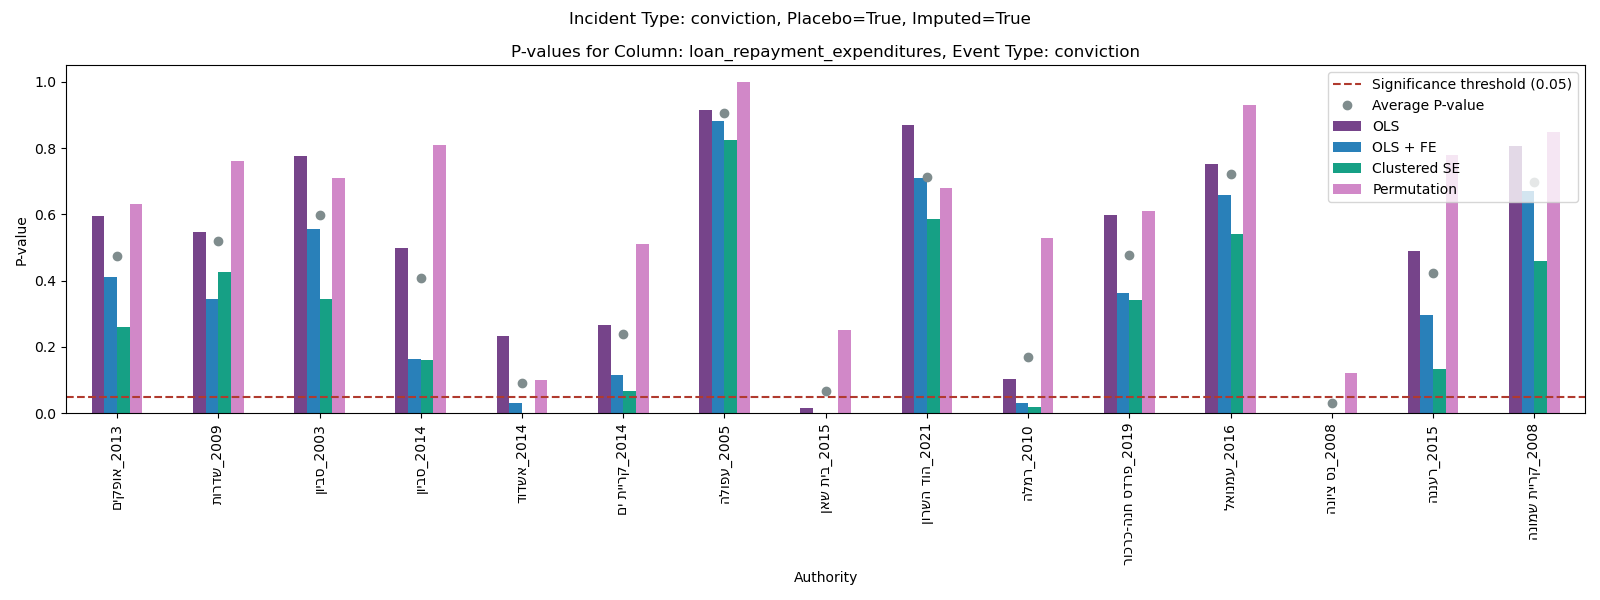 Incident Type: conviction, Placebo=True, Imputed=True
P-values for Column: loan_repayment_expenditures, Event Type: conviction
P-value
1.0
0.8
0.6
0.4
0.2
0.0
Significance threshold (0.05)
Average P-value
OLS
OLS + FE
Clustered SE
Permutation
אופקים_2013
שדרות_2009
סביון_2003
סביון_2014
אשדוד_2014
קריית ים_2014
עפולה_2005
בית שאן_2015
הוד השרון_2021
רמלה_2010
פרדס חנה-כרכור_2019
עמנואל_2016
נס ציונה_2008
רעננה_2015
קריית שמונה_2008
Authority